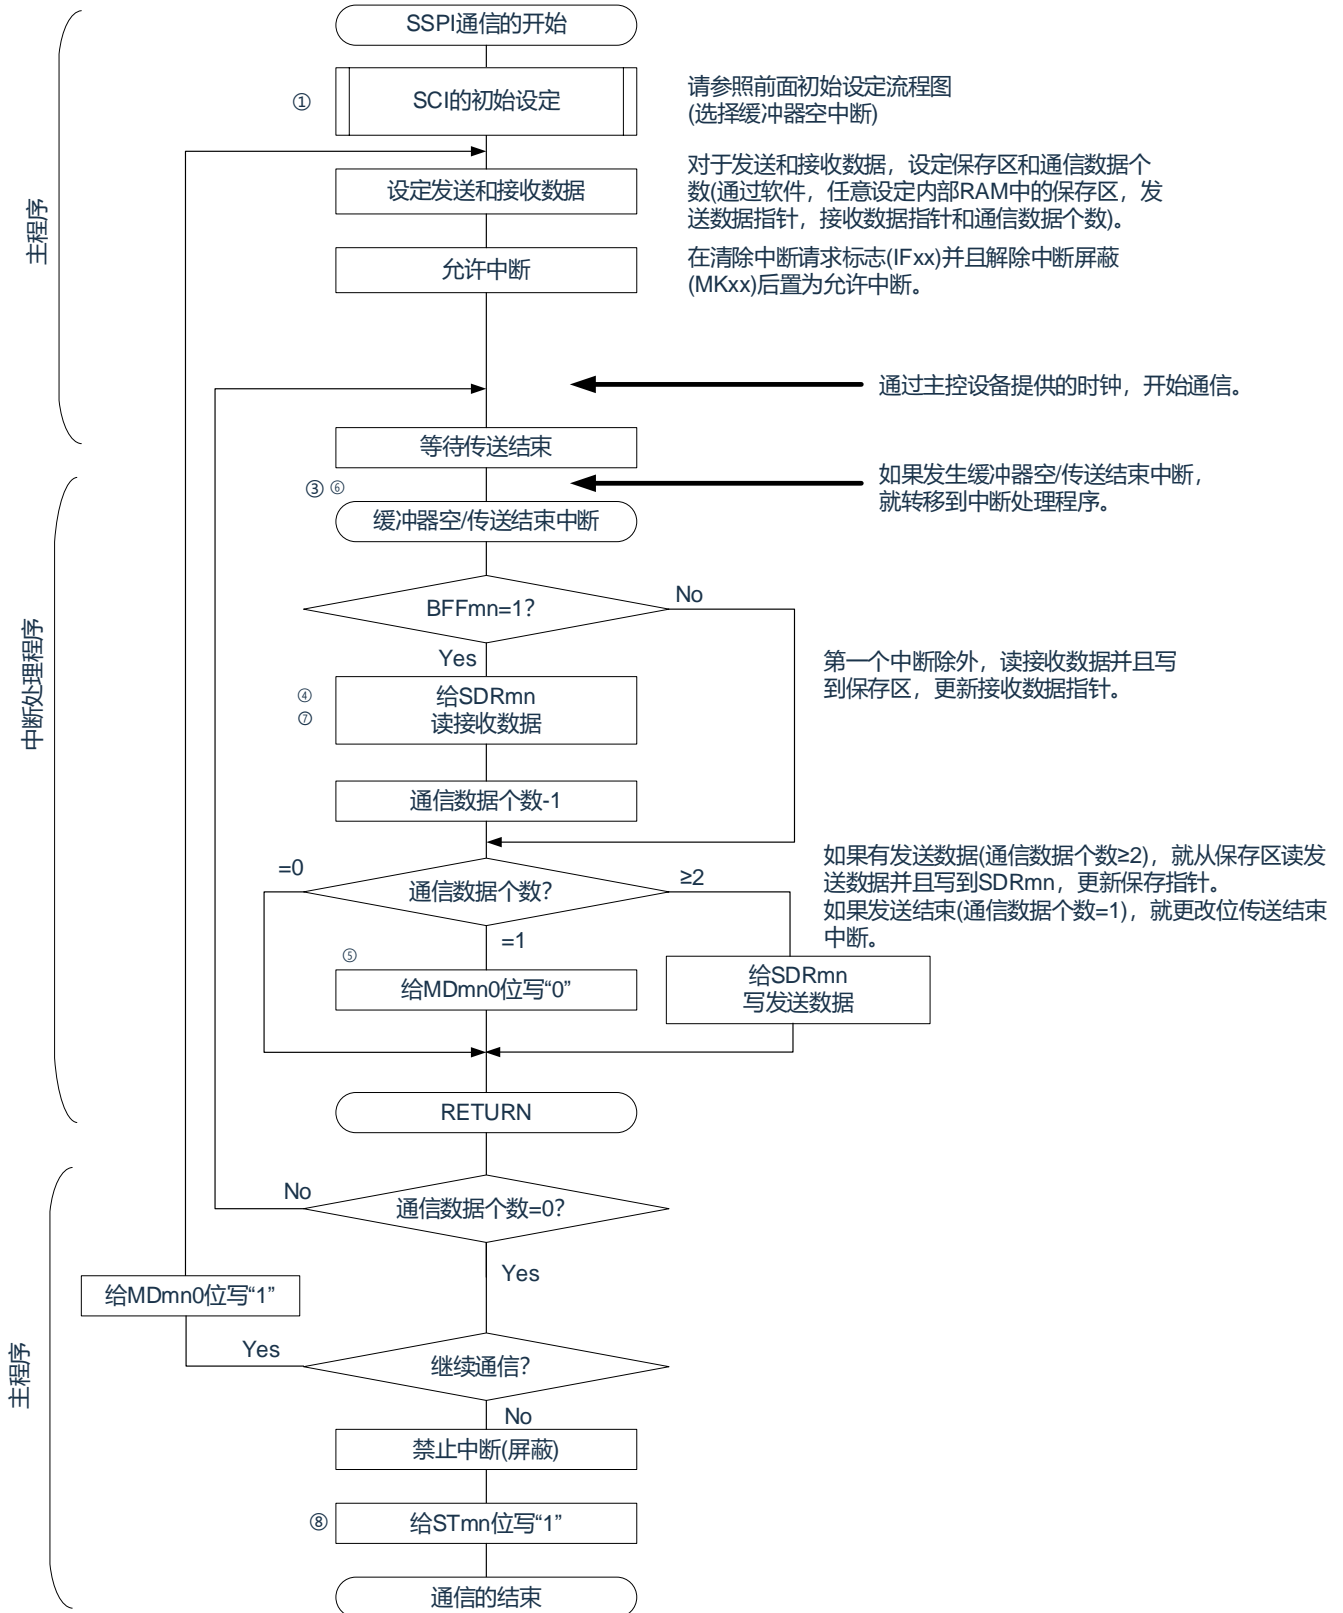 SSPI通信的开始
①
SCI的初始设定
请参照前面初始设定流程图
(选择缓冲器空中断)
主程序
设定发送和接收数据
对于发送和接收数据，设定保存区和通信数据个
数(通过软件，任意设定内部RAM中的保存区，发
送数据指针，接收数据指针和通信数据个数)。
允许中断
在清除中断请求标志(IFxx)并且解除中断屏蔽
(MKxx)后置为允许中断。
通过主控设备提供的时钟，开始通信。
等待传送结束
③ ⑥
如果发生缓冲器空/传送结束中断，
就转移到中断处理程序。
缓冲器空/传送结束中断
中断处理程序
BFFmn=1?
No
Yes
④
⑦
给SDRmn
读接收数据
第一个中断除外，读接收数据并且写
到保存区，更新接收数据指针。
通信数据个数-1
=0
通信数据个数?
≥2
=1
如果有发送数据(通信数据个数≥2)，就从保存区读发
送数据并且写到SDRmn，更新保存指针。
如果发送结束(通信数据个数=1)，就更改位传送结束
中断。
⑤
给MDmn0位写“0”
给SDRmn
写发送数据
RETURN
No
通信数据个数=0?
Yes
给MDmn0位写“1”
主程序
Yes
继续通信?
No
禁止中断(屏蔽)
⑧
给STmn位写“1”
通信的结束